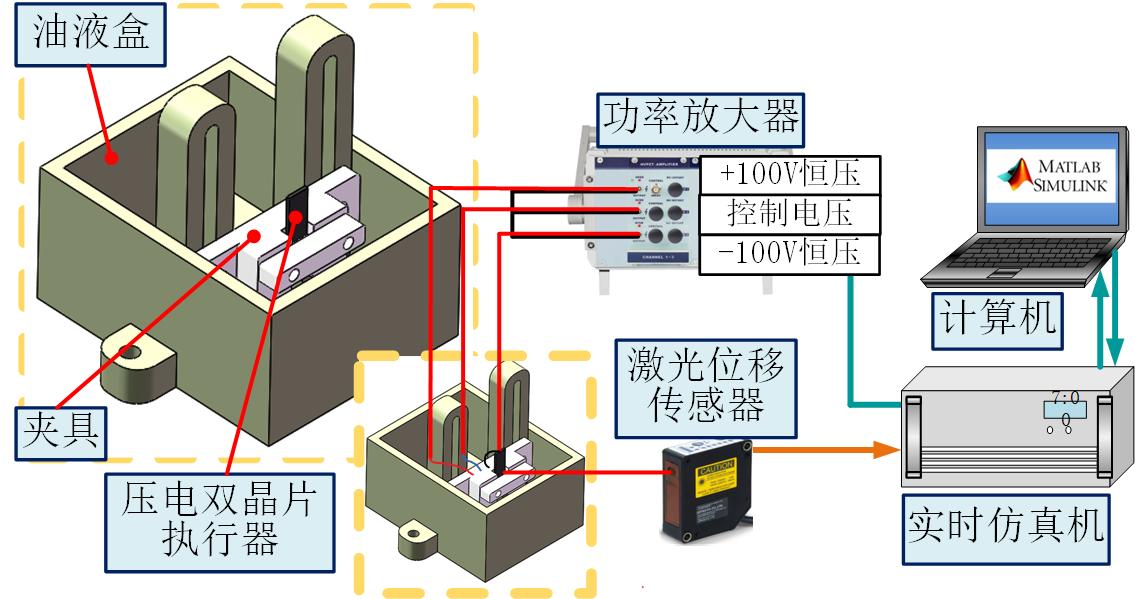 油液盒
功率放大器
HVPZT AMPLIFIER
+100V恒压
控制电压
-100V恒压
CHANNEL 1-3
MATLAB
SIMULINK
计算机
激光位移
传感器
7:0
0
夹具
CAUTION
压电双晶片
执行器
实时仿真机